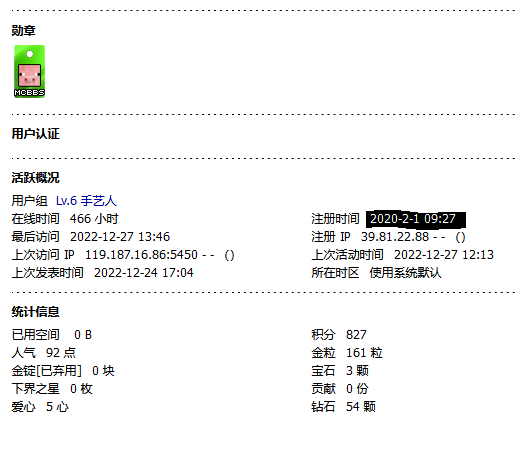 勋章
MCBBS
用户认证
活跃概况
用户组 Lv.6 手艺人
在线时间 466 小时
注册时间 2020-2-1 09:27
最后访问 2022-12-27 13:46
注册 IP 39.81.22.88 - - ()
上次访问 IP 119.187.16.86:5450 - - ()
上次活动时间 2022-12-27 12:13
上次发表时间 2022-12-24 17:04
所在时区 使用系统默认
统计信息
已用空间 0 B
积分 827
人气 92 点
金粒 161 粒
金锭[已弃用] 0 块
宝石 3 颗
下界之星 0 枚
贡献 0 份
爱心 5 心
钻石 54 颗